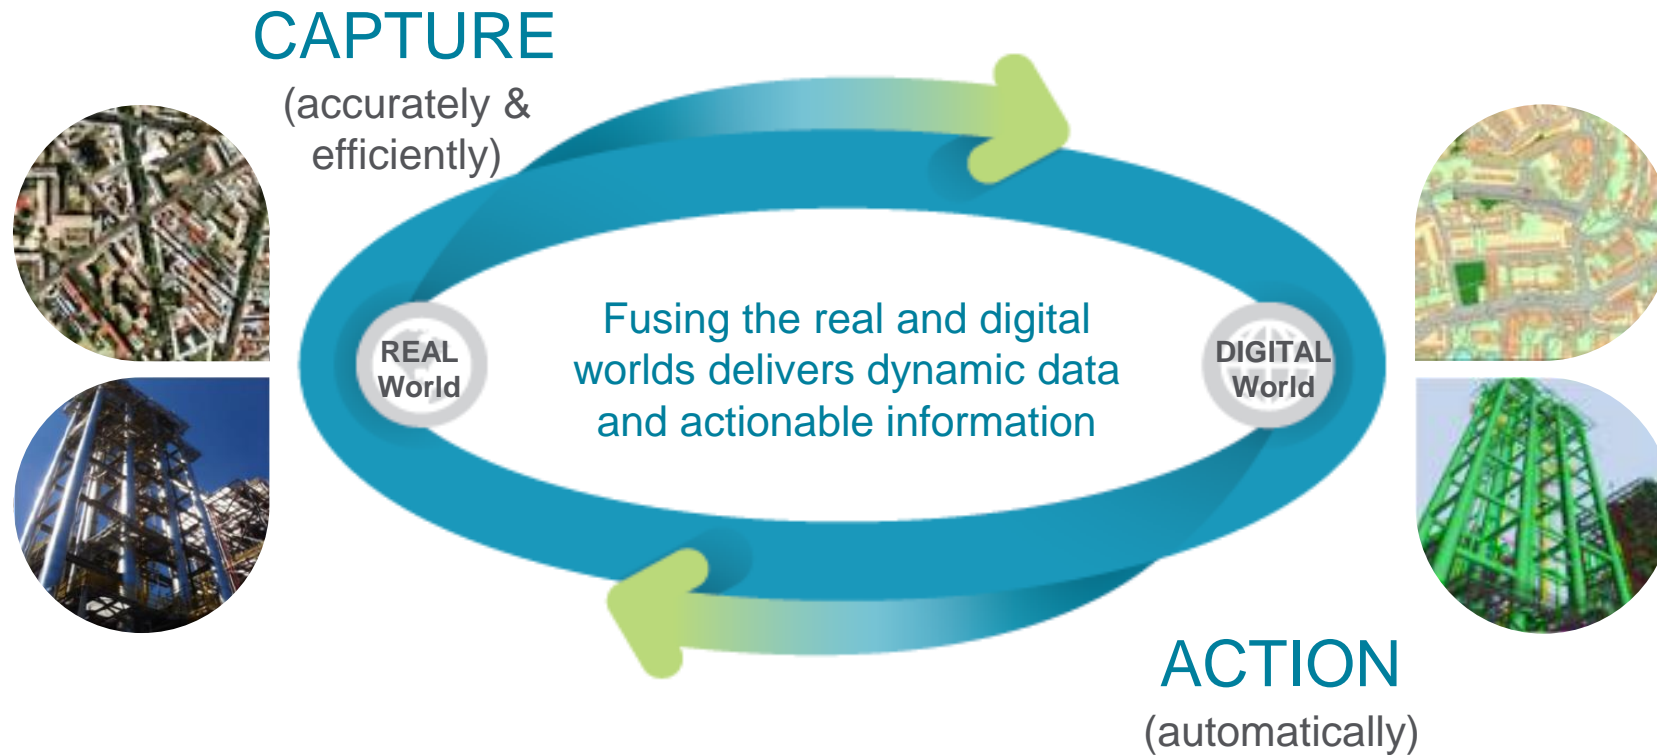 CAPTURE
(accurately &
efficiently)
REAL
World
Fusing the real and digital
worlds delivers dynamic data
and actionable information
DIGITAL
World
ACTION
(automatically)